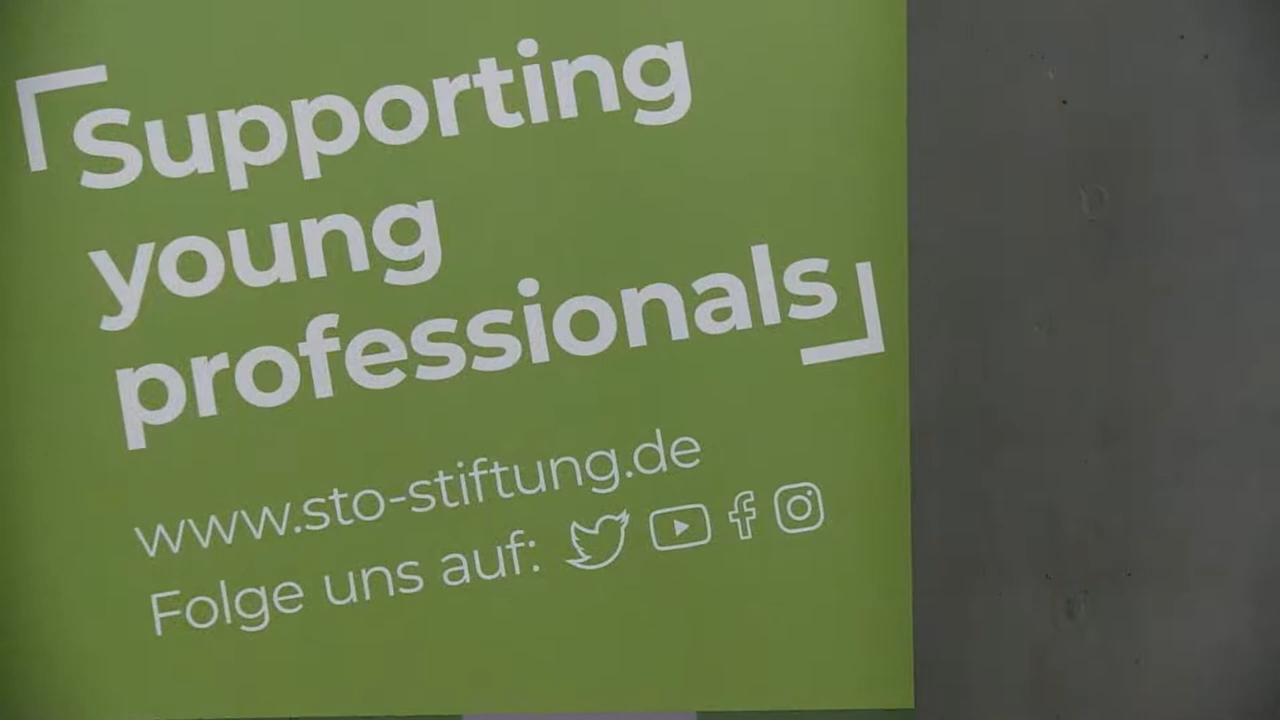 Supporting
young
professionals
www.sto-stiftung.de
Folge uns auf: